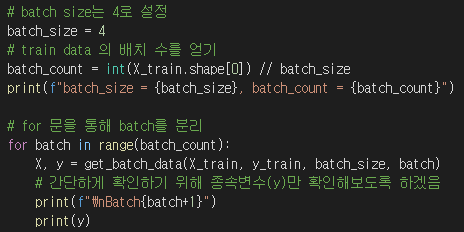 # batch size는 4로 설정
batch_size = 4
# train data 의 배치 수를 얻기
batch_count = int(X_train.shape[0]) // batch_size
print(f"batch_size = {batch_size}, batch_count = {batch_count}")
# for 문을 통해 batch를 분리
for batch in range(batch_count):
    X, y = get_batch_data(X_train, y_train, batch_size, batch)
    # 간단하게 확인하기 위해 종속변수(y)만 확인해보도록 하겠음
    print(f"₩nBatch{batch+1}")
    print(y)